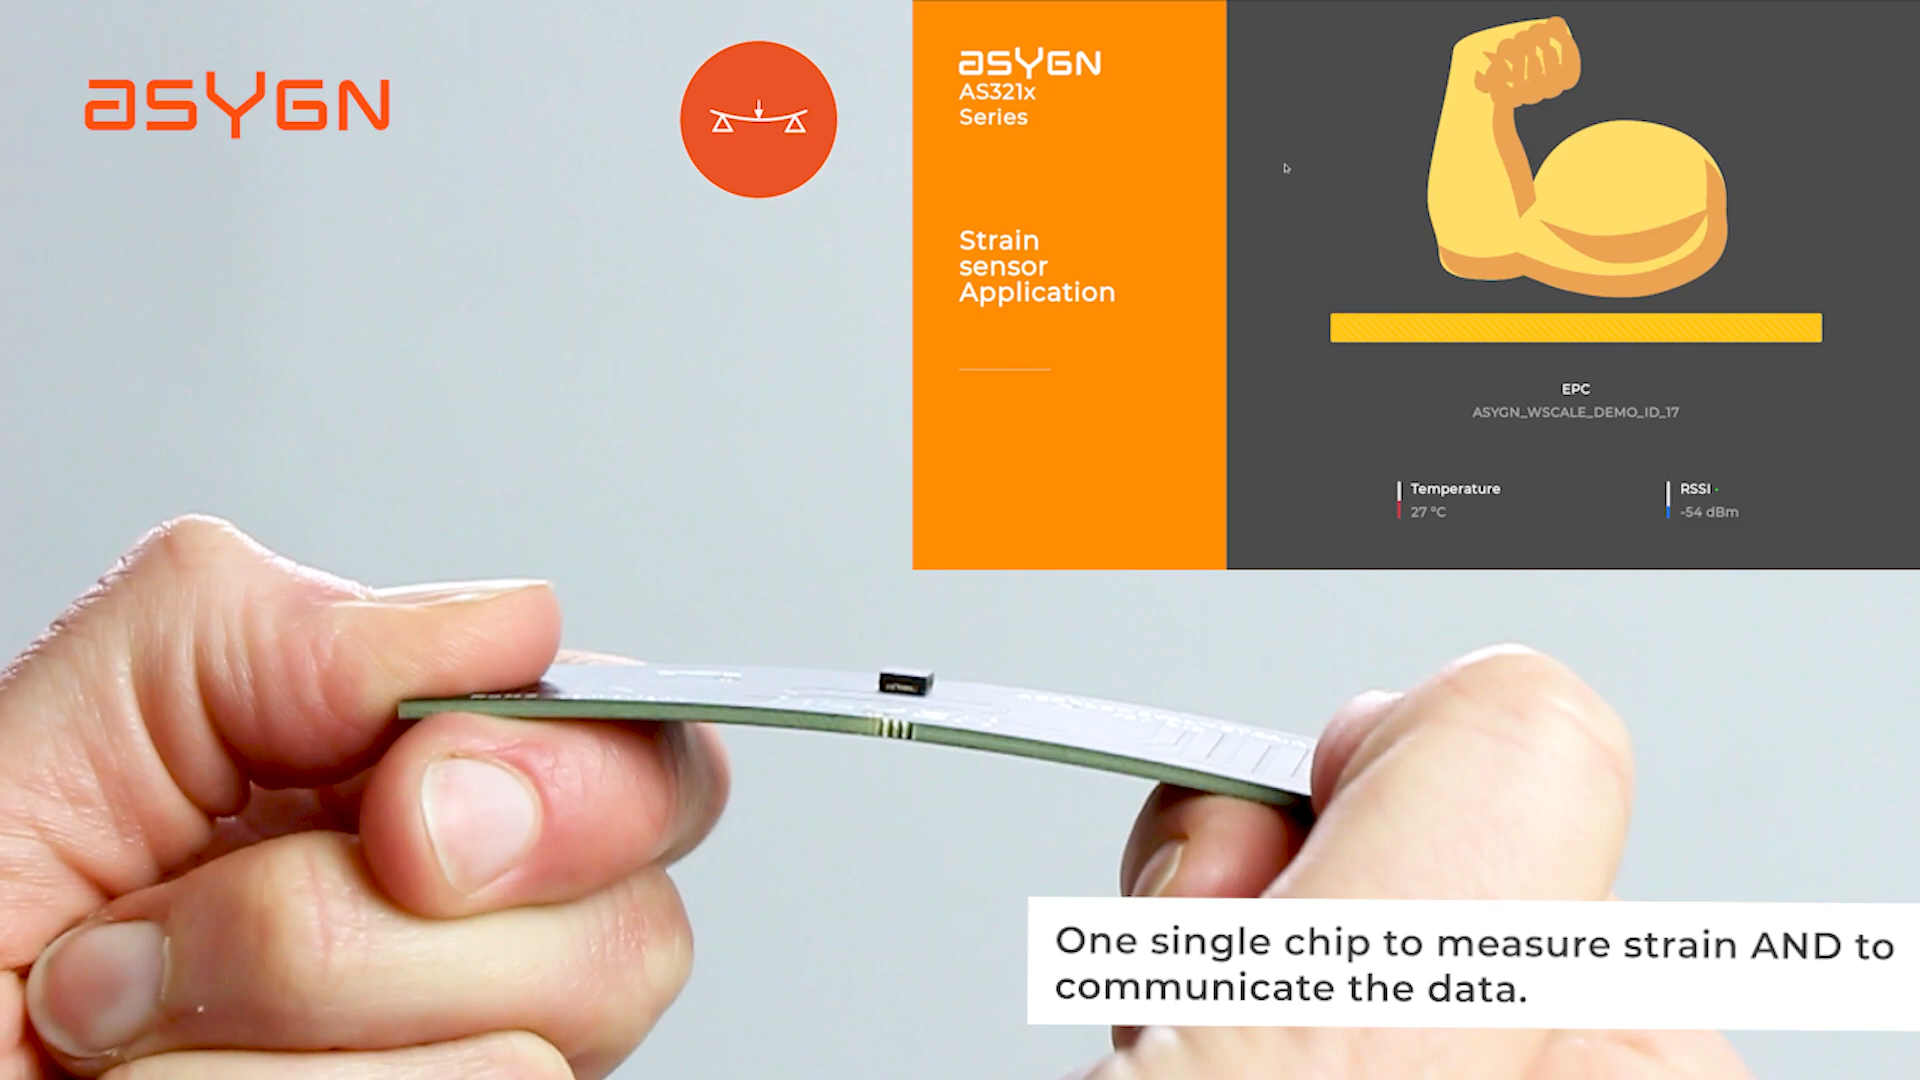 asygn
asygn
AS321x
Series
Strain
sensor
Application
EPC
ASYGN_WSCALE_DEMO_ID_17
Temperature
27 °C
RSSI
-54 dBm
One single chip to measure strain AND to
communicate the data.